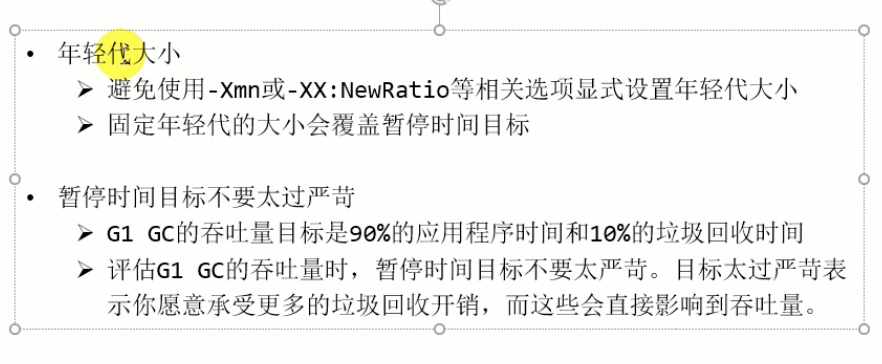 • 年轻代大小
➢ 避免使用-Xmn或-XX:NewRatio等相关选项显式设置年轻代大小
➢ 固定年轻代的大小会覆盖暂停时间目标
• 暂停时间目标不要太过严苛
➢ G1 GC的吞吐量目标是90%的应用程序时间和10%的垃圾回收时间
➢ 评估G1 GC的吞吐量时，暂停时间目标不要太严苛。目标太过严苛表
示你愿意承受更多的垃圾回收开销，而这些会直接影响到吞吐量。